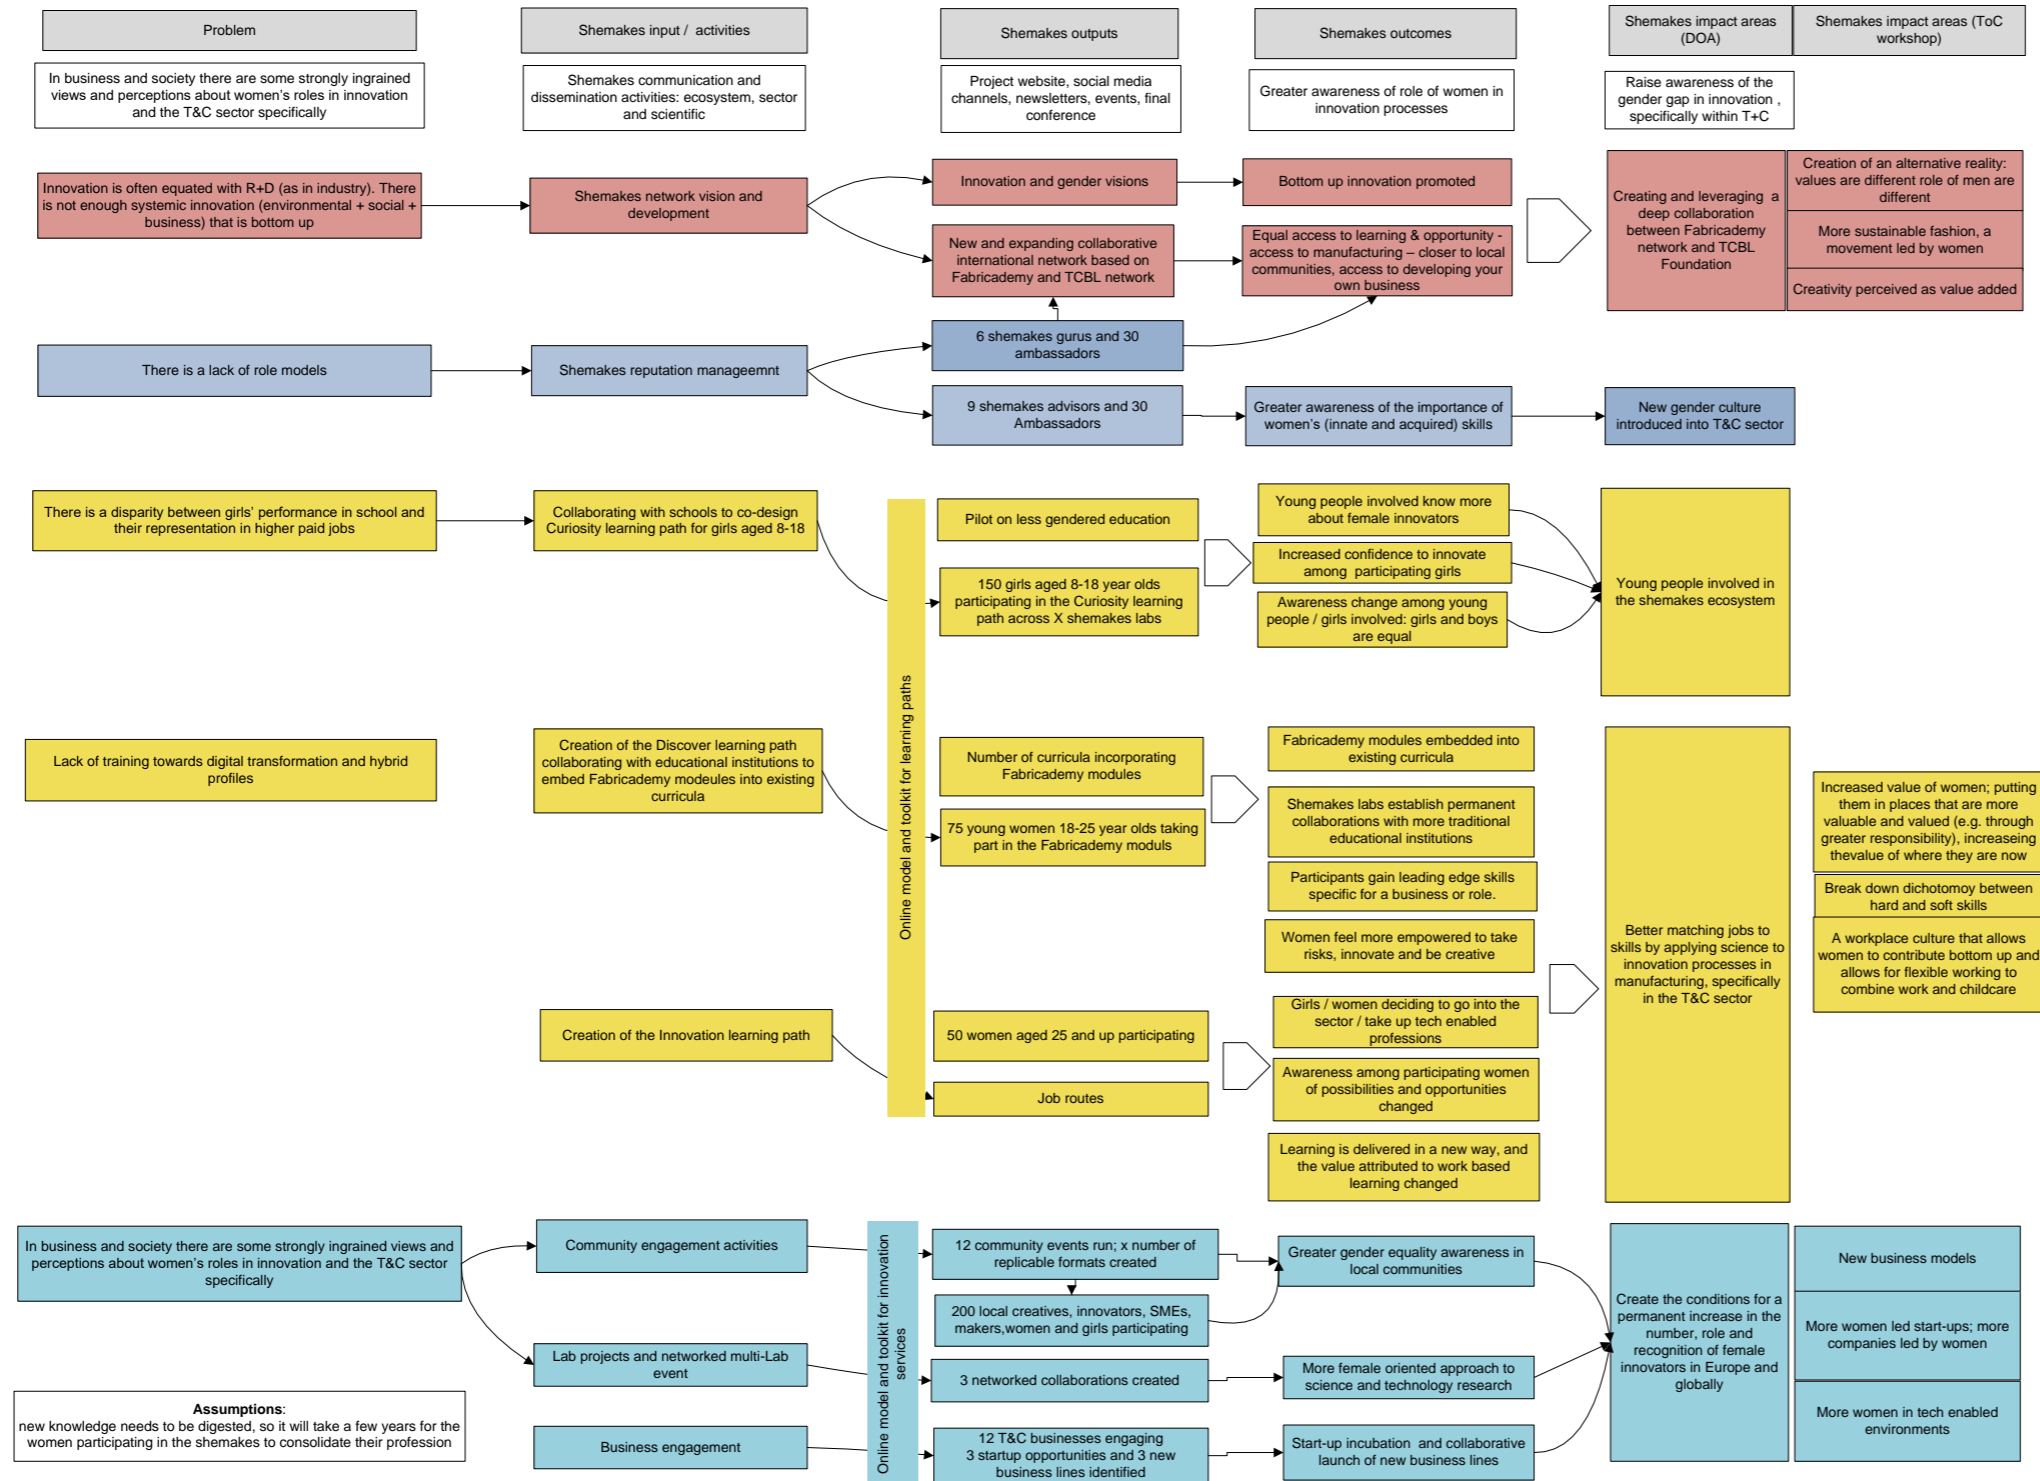 Problem
Shemakes input /  activities
Shemakes outputs
Shemakes outcomes
Shemakes impact areas
(DOA)
Shemakes impact areas (ToC
workshop)
In business and society there are some strongly ingrained
views and perceptions about women's roles in innovation
and the T&C sector specifically
Shemakes communication and
dissemination activities: ecosystem, sector
and scientific
Project website, social media
channels, newsletters, events, final
conference
Greater awareness of role of women in
innovation processes
Raise awareness of the
gender gap in innovation ,
specifically within T+C
Innovation is often equated with R+D (as in industry). There
is not enough systemic innovation (environmental + social +
business) that is bottom up
Shemakes network vision and
development
Innovation and gender visions
Bottom up innovation promoted
New and expanding collaborative
international network based on
Fabricademy and TCBL network
Equal access to learning & opportunity -
access to manufacturing – closer to local
communities, access to developing your
own business
Creating and leveraging  a
deep collaboration
between Fabricademy
network and TCBL
Foundation
Creation of an alternative reality:
values are different role of men are
different
More sustainable fashion, a
movement led by women
Creativity perceived as value added
There is a lack of role models
Shemakes reputation manageemnt
6 shemakes gurus and 30
ambassadors
9 shemakes advisors and 30
Ambassadors
Greater awareness of the importance of
women's (innate and acquired) skills
New gender culture
introduced into T&C sector
There is a disparity between girls' performance in school and
their representation in higher paid jobs
Collaborating with schools to co-design
Curiosity learning path for girls aged 8-18
Online model and toolkit for learning paths
Pilot on less gendered education
150 girls aged 8-18 year olds
participating in the Curiosity learning
path across X shemakes labs
Young people involved know more
about female innovators
Increased confidence to innovate
among  participating girls
Awareness change among young
people / girls involved: girls and boys
are equal
Young people involved in
the shemakes ecosystem
Lack of training towards digital transformation and hybrid
profiles
Creation of the Discover learning path
collaborating with educational institutions to
embed Fabricademy modeules into existing
curricula
Number of curricula incorporating
Fabricademy modules
75 young women 18-25 year olds taking
part in the Fabricademy moduls
Fabricademy modules embedded into
existing curricula
Shemakes labs establish permanent
collaborations with more traditional
educational institutions
Participants gain leading edge skills
specific for a business or role.
Women feel more empowered to take
risks, innovate and be creative
Creation of the Innovation learning path
50 women aged 25 and up participating
Job routes
Girls / women deciding to go into the
sector / take up tech enabled
professions
Awareness among participating women
of possibilities and opportunities
changed
Learning is delivered in a new way, and
the value attributed to work based
learning changed
Better matching jobs to
skills by applying science to
innovation processes in
manufacturing, specifically
in the T&C sector
Increased value of women; putting
them in places that are more
valuable and valued (e.g. through
greater responsibility), increaseing
thevalue of where they are now
Break down dichotomoy between
hard and soft skills
A workplace culture that allows
women to contribute bottom up and
allows for flexible working to
combine work and childcare
In business and society there are some strongly ingrained views and
perceptions about women's roles in innovation and the T&C sector
specifically
Community engagement activities
Lab projects and networked multi-Lab
event
Business engagement
Online model and toolkit for innovation
services
12 community events run; x number of
replicable formats created
200 local creatives, innovators, SMEs,
makers,women and girls participating
3 networked collaborations created
12 T&C businesses engaging
3 startup opportunities and 3 new
business lines identified
Greater gender equality awareness in
local communities
More female oriented approach to
science and technology research
Start-up incubation  and collaborative
launch of new business lines
Create the conditions for a
permanent increase in the
number, role and
recognition of female
innovators in Europe and
globally
New business models
More women led start-ups; more
companies led by women
More women in tech enabled
environments
Assumptions:
new knowledge needs to be digested, so it will take a few years for the
women participating in the shemakes to consolidate their profession